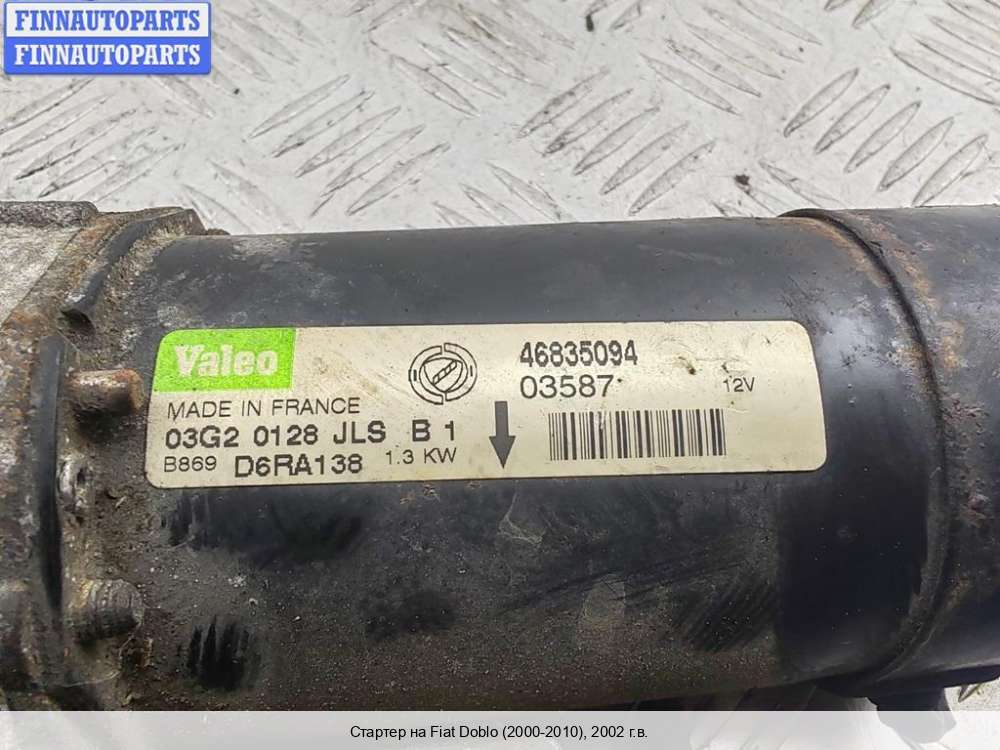 FINNAUTOPARTS
FINNAUTOPARTS
Valeo
46835094
03587
12V
MADE IN FRANCE
03G2 0128 JLS B 1
B869 D6RA138 1.3 KW
Стартер на Fiat Doblo (2000-2010), 2002 г.в.